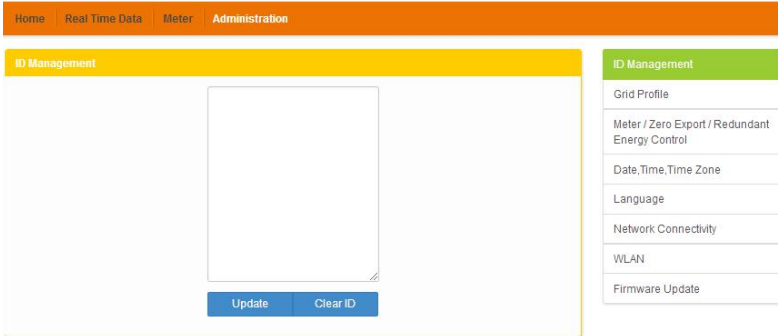 Home Real Time Data Meter Administration
ID Management
Update Clear ID
ID Management
Grid Profile
Meter / Zero Export / Redundant
Energy Control
Date,Time,Time Zone
Language
Network Connectivity
WLAN
Firmware Update